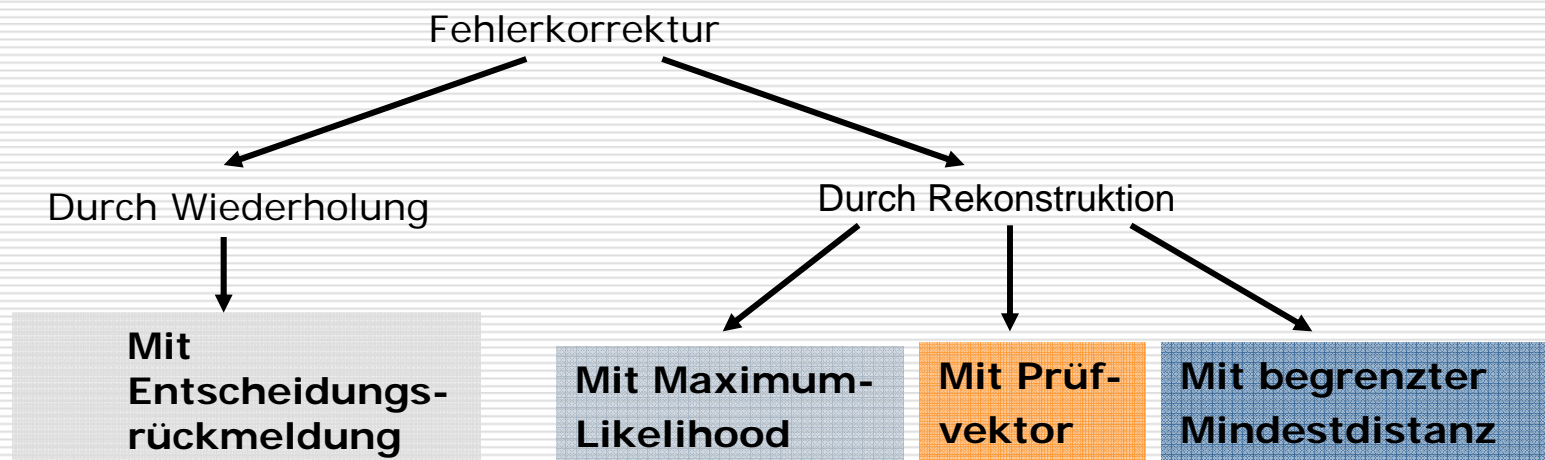 Fehlerkorrektur
Durch Wiederholung
Durch Rekonstruktion
Mit
Entscheidungs-
rückmeldung
Mit Maximum-
Likelihood
Mit Prüf-
vektor
Mit begrenzter
Mindestdistanz